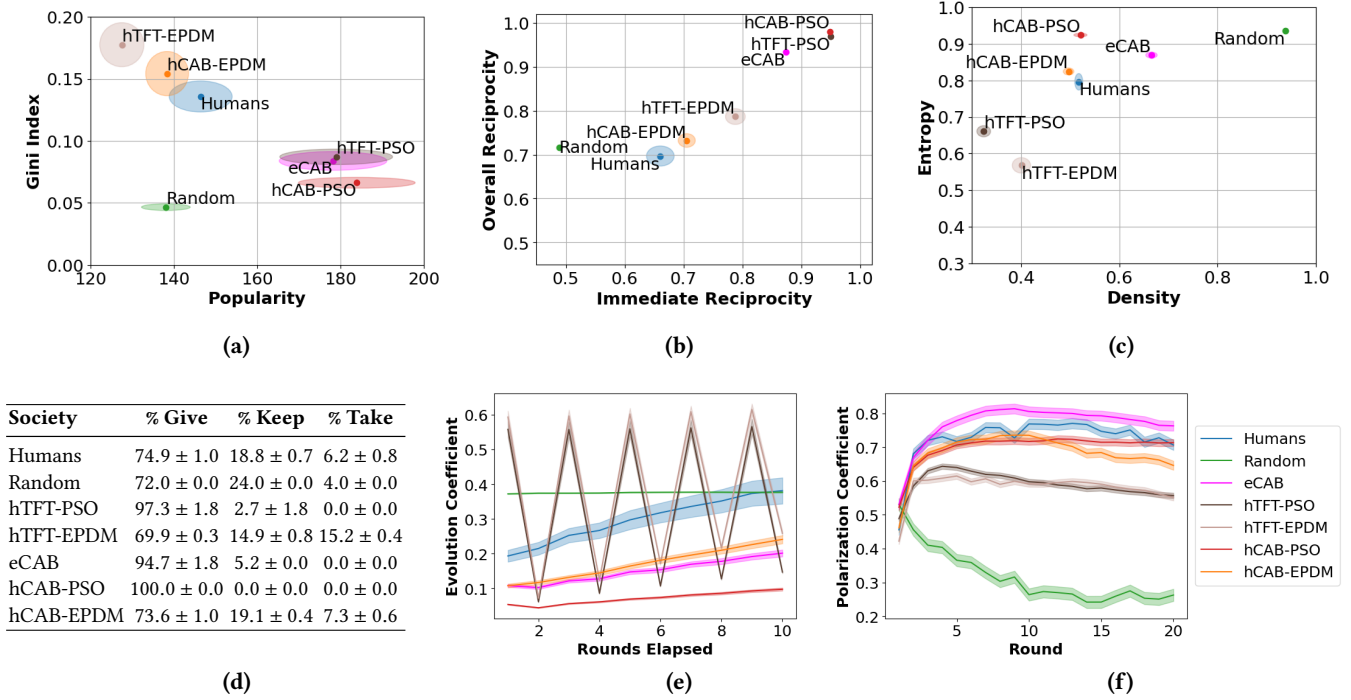 0.20
0.15
0.10
0.05
0.00
Gini Index
hTFT-EPDM
hCAB-EPDM
Humans
hTFT-PSO
eCAB
hCAB-PSO
Random
120 140 160 180 200
Popularity
(a)
1.0
0.9
0.8
0.7
0.6
0.5
Overall Reciprocity
hCAB-PSO
hTFT-PSO
eCAB
hTFT-EPDM
hCAB-EPDM
Random
Humans
0.5 0.6 0.7 0.8 0.9 1.0
Immediate Reciprocity
(b)
1.0
0.9
0.8
0.7
0.6
0.5
0.4
0.3
Entropy
hCAB-PSO
eCAB
Random
hCAB-EPDM
Humans
hTFT-PSO
hTFT-EPDM
0.4 0.6 0.8 1.0
Density
(c)
Society % Give % Keep % Take
Humans 74.9 ± 1.0 18.8 ± 0.7 6.2 ± 0.8
Random 72.0 ± 0.0 24.0 ± 0.0 4.0 ± 0.0
hTFT-PSO 97.3 ± 1.8 2.7 ± 1.8 0.0 ± 0.0
hTFT-EPDM 69.9 ± 0.3 14.9 ± 0.8 15.2 ± 0.4
eCAB 94.7 ± 1.8 5.2 ± 0.0 0.0 ± 0.0
hCAB-PSO 100.0 ± 0.0 0.0 ± 0.0 0.0 ± 0.0
hCAB-EPDM 73.6 ± 1.0 19.1 ± 0.4 7.3 ± 0.6
(d)
0.6
0.5
0.4
0.3
0.2
0.1
Evolution Coefficient
2 4 6 8 10
Rounds Elapsed
(e)
0.8
0.7
0.6
0.5
0.4
0.3
0.2
Polarization Coefficient
5 10 15 20
Round
(f)
Humans
Random
eCAB
hTFT-PSO
hTFT-EPDM
hCAB-PSO
hCAB-EPDM